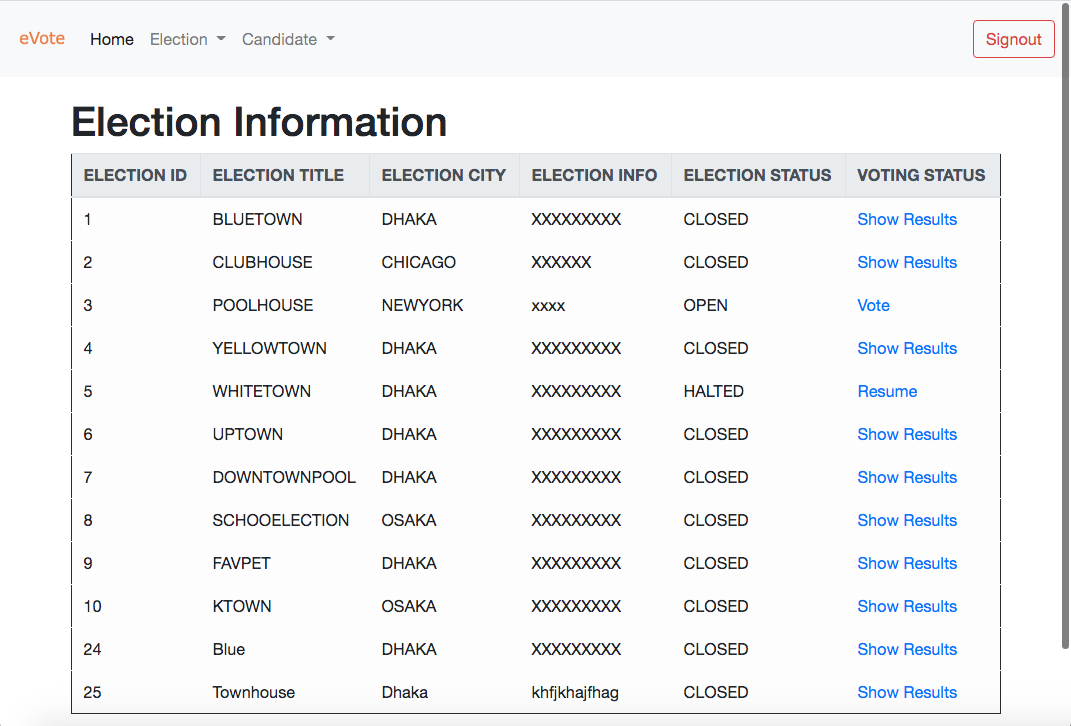 eVote Home Election Candidate Signout
Election Information
ELECTION ID ELECTION TITLE ELECTION CITY ELECTION INFO ELECTION STATUS VOTING STATUS
1 BLUETOWN DHAKA XXXXXXXXX CLOSED Show Results
2 CLUBHOUSE CHICAGO XXXXXX CLOSED Show Results
3 POOLHOUSE NEWYORK xxxx OPEN Vote
4 YELLOWTOWN DHAKA XXXXXXXXX CLOSED Show Results
5 WHITETOWN DHAKA XXXXXXXXX HALTED Resume
6 UPTOWN DHAKA XXXXXXXXX CLOSED Show Results
7 DOWNTOWNPOOL DHAKA XXXXXXXXX CLOSED Show Results
8 SCHOOELECTION OSAKA XXXXXXXXX CLOSED Show Results
9 FAVPET DHAKA XXXXXXXXX CLOSED Show Results
10 KTOWN OSAKA XXXXXXXXX CLOSED Show Results
24 Blue DHAKA XXXXXXXXX CLOSED Show Results
25 Townhouse Dhaka khfjkhajfhag CLOSED Show Results